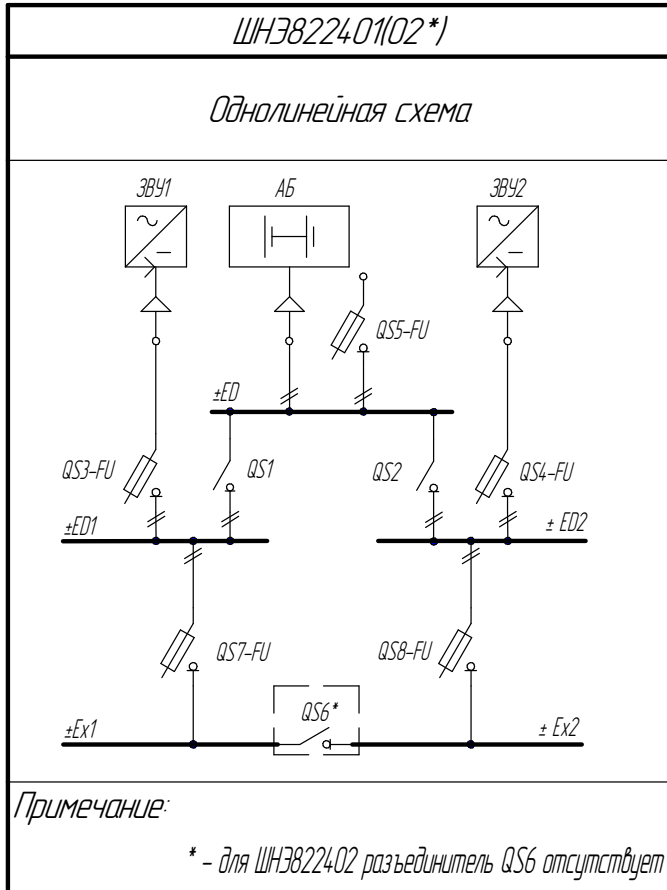 ШНЭ822401(02*)
Однолинейная схема
ЗВУ1
АБ
ЗВУ2
QS5-FU
±ED
QS3-FU
QS1
QS2
QS4-FU
±ED1
± ED2
QS7-FU
QS8-FU
QS6*
±Ex1
± Ex2
Примечание:
* - для ШНЭ822402 разъединитель QS6 отсутствует